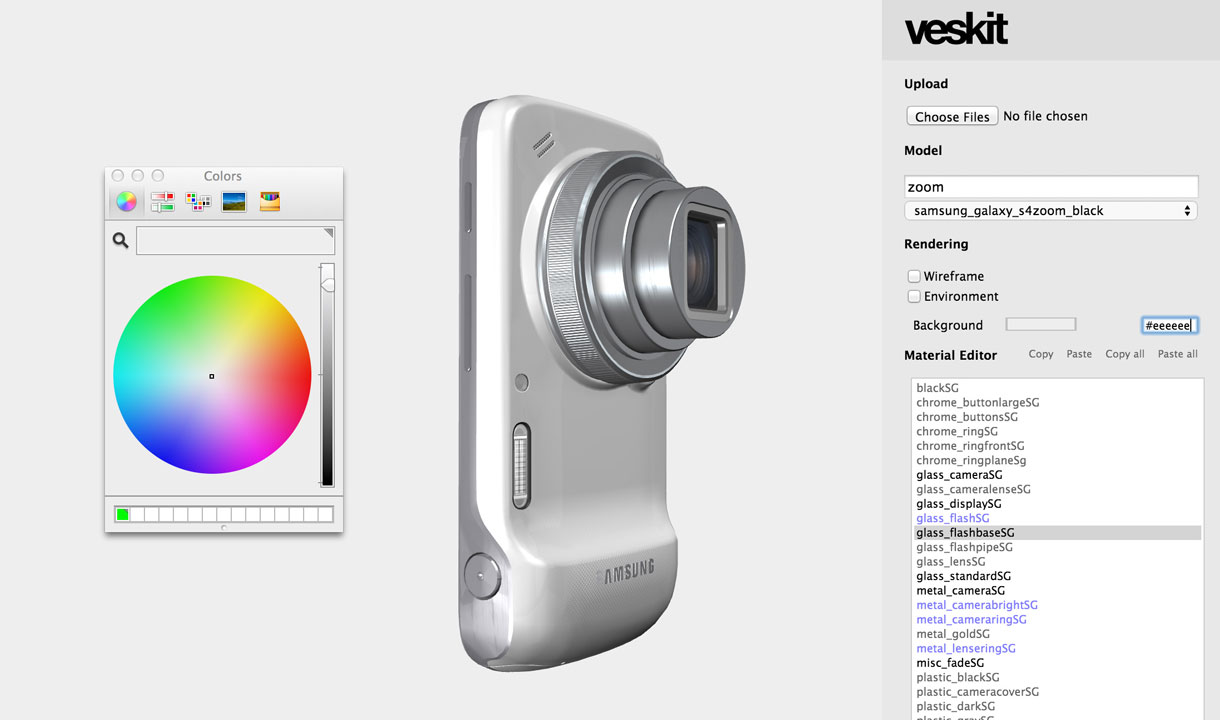 veskit
Upload
Choose Files No file chosen
Model
zoom
samsung_galaxy_s4zoom_black
Rendering
Wireframe
Environment
Background #eeeeee
Material Editor Copy Paste Copy all Paste all
blackSG
chrome_buttonlargeSG
chrome_buttonsSG
chrome_ringSG
chrome_ringfrontSG
chrome_ringplaneSg
glass_cameraSG
glass_cameralenseSG
glass_displaySG
glass_flashSG
glass_flashbaseSG
glass_flashpipeSG
glass_lensSG
glass_standardSG
metal_cameraSG
metal_camerabrightSG
metal_cameraringSG
metal_goldSG
metal_lenseringSG
misc_fadeSG
plastic_blackSG
plastic_cameracoverSG
plastic_darkSG
Colors
SAMSUNG